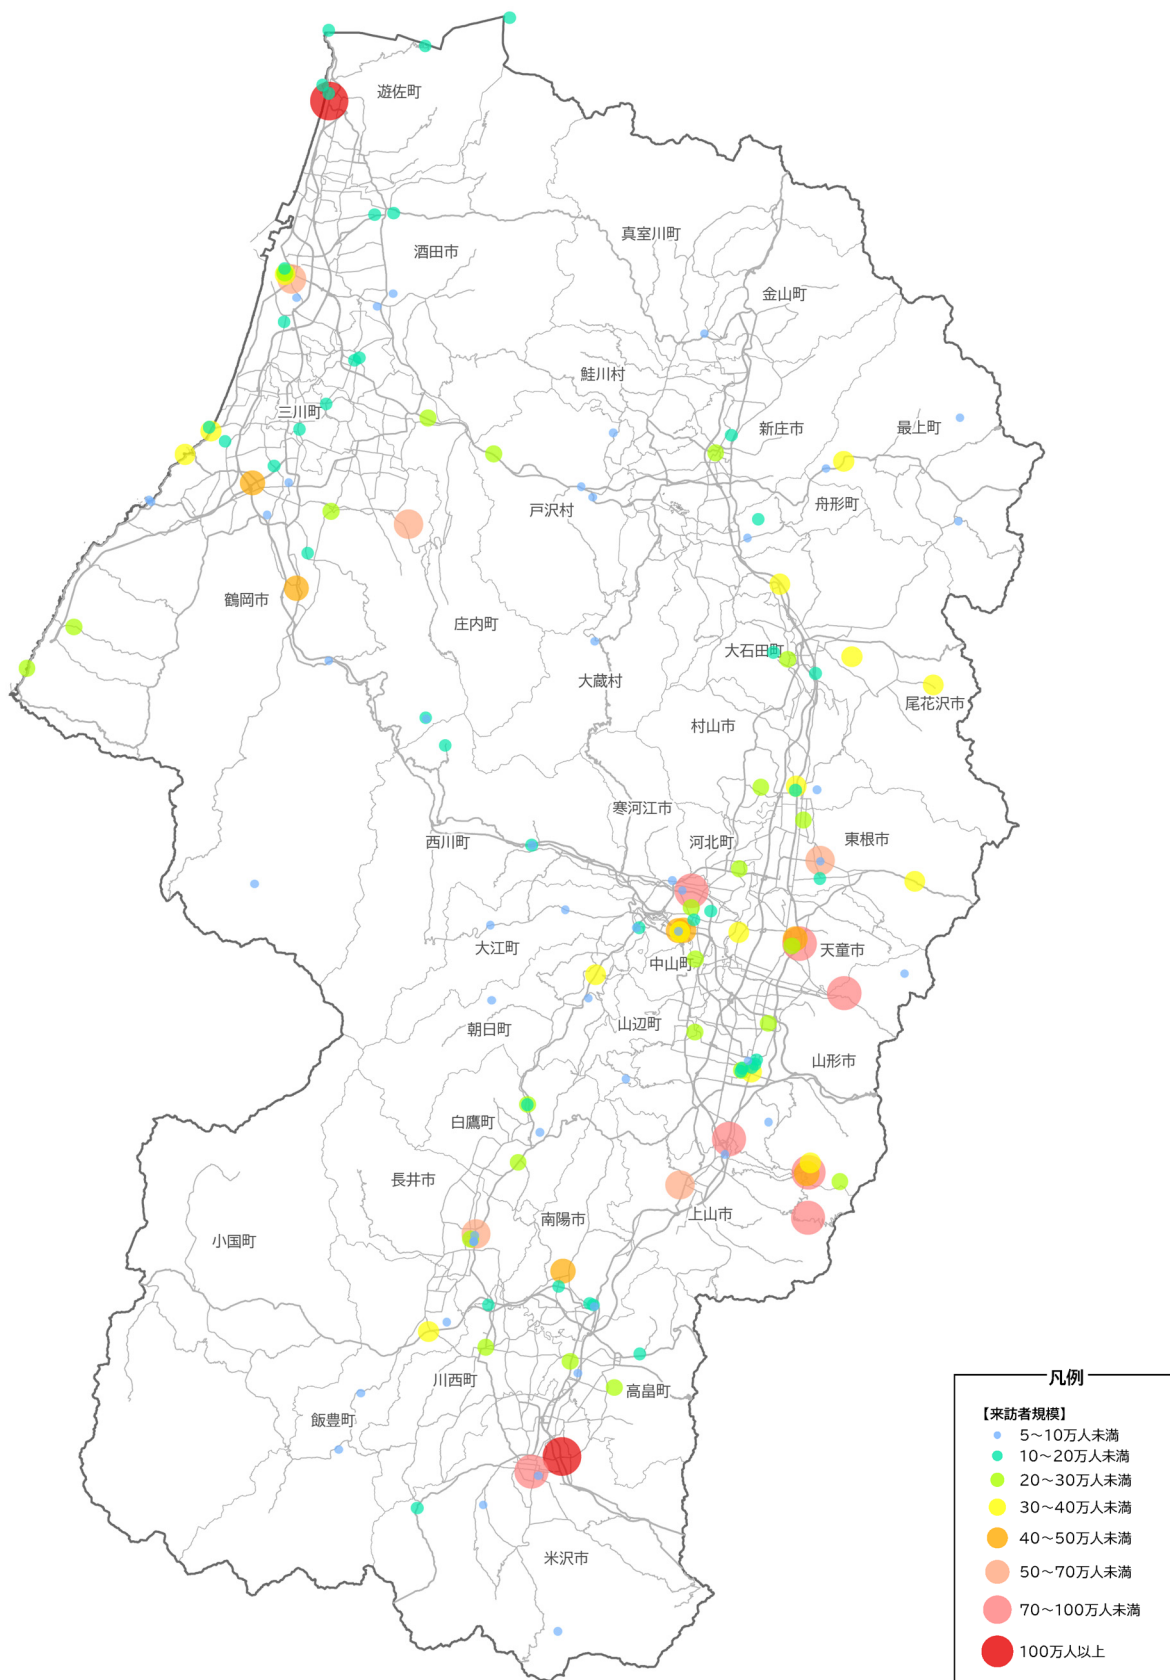 遊佐町
真室川町
酒田市
金山町
鮭川村
三川町
新庄市
最上町
戸沢村
舟形町
鶴岡市
庄内町
大石田町
大蔵村
尾花沢市
村山市
寒河江市
西川町
河北町
東根市
大江町
天童市
中山町
朝日町
山辺町
山形市
白鷹町
長井市
南陽市
上山市
小国町
川西町
高畠町
飯豊町
米沢市
凡例
【来訪者規模】
5～10万人未満
10～20万人未満
20～30万人未満
30～40万人未満
40～50万人未満
50～70万人未満
70～100万人未満
100万人以上